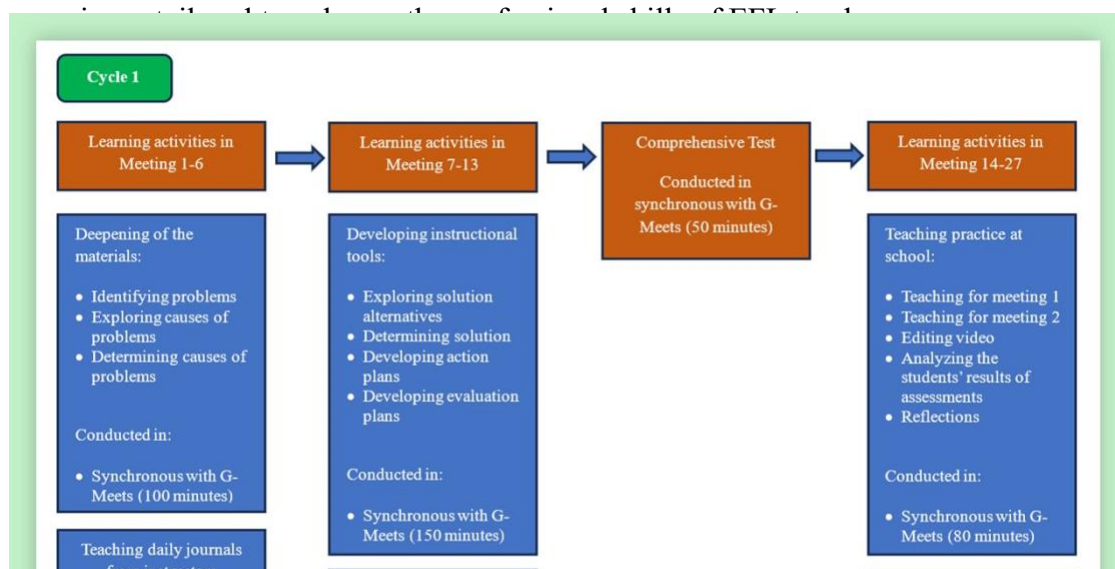 Cycle 1
Learning activities in
Meeting 1-6
Learning activities in
Meeting 7-13
Comprehensive Test
Conducted in
synchronous with G-
Meets (50 minutes)
Learning activities in
Meeting 14-27
Deepening of the
materials:
• Identifying problems
• Exploring causes of
problems
• Determining causes of
problems
Conducted in:
• Synchronous with G-
Meets (100 minutes)
Teaching daily journals
Developing instructional
tools:
• Exploring solution
alternatives
• Determining solution
• Developing action
plans
• Developing evaluation
plans
Conducted in:
• Synchronous with G-
Meets (150 minutes)
Teaching practice at
school:
• Teaching for meeting 1
• Teaching for meeting 2
• Editing video
• Analyzing the
students' results of
assessments
• Reflections
Conducted in:
• Synchronous with G-
Meets (80 minutes)